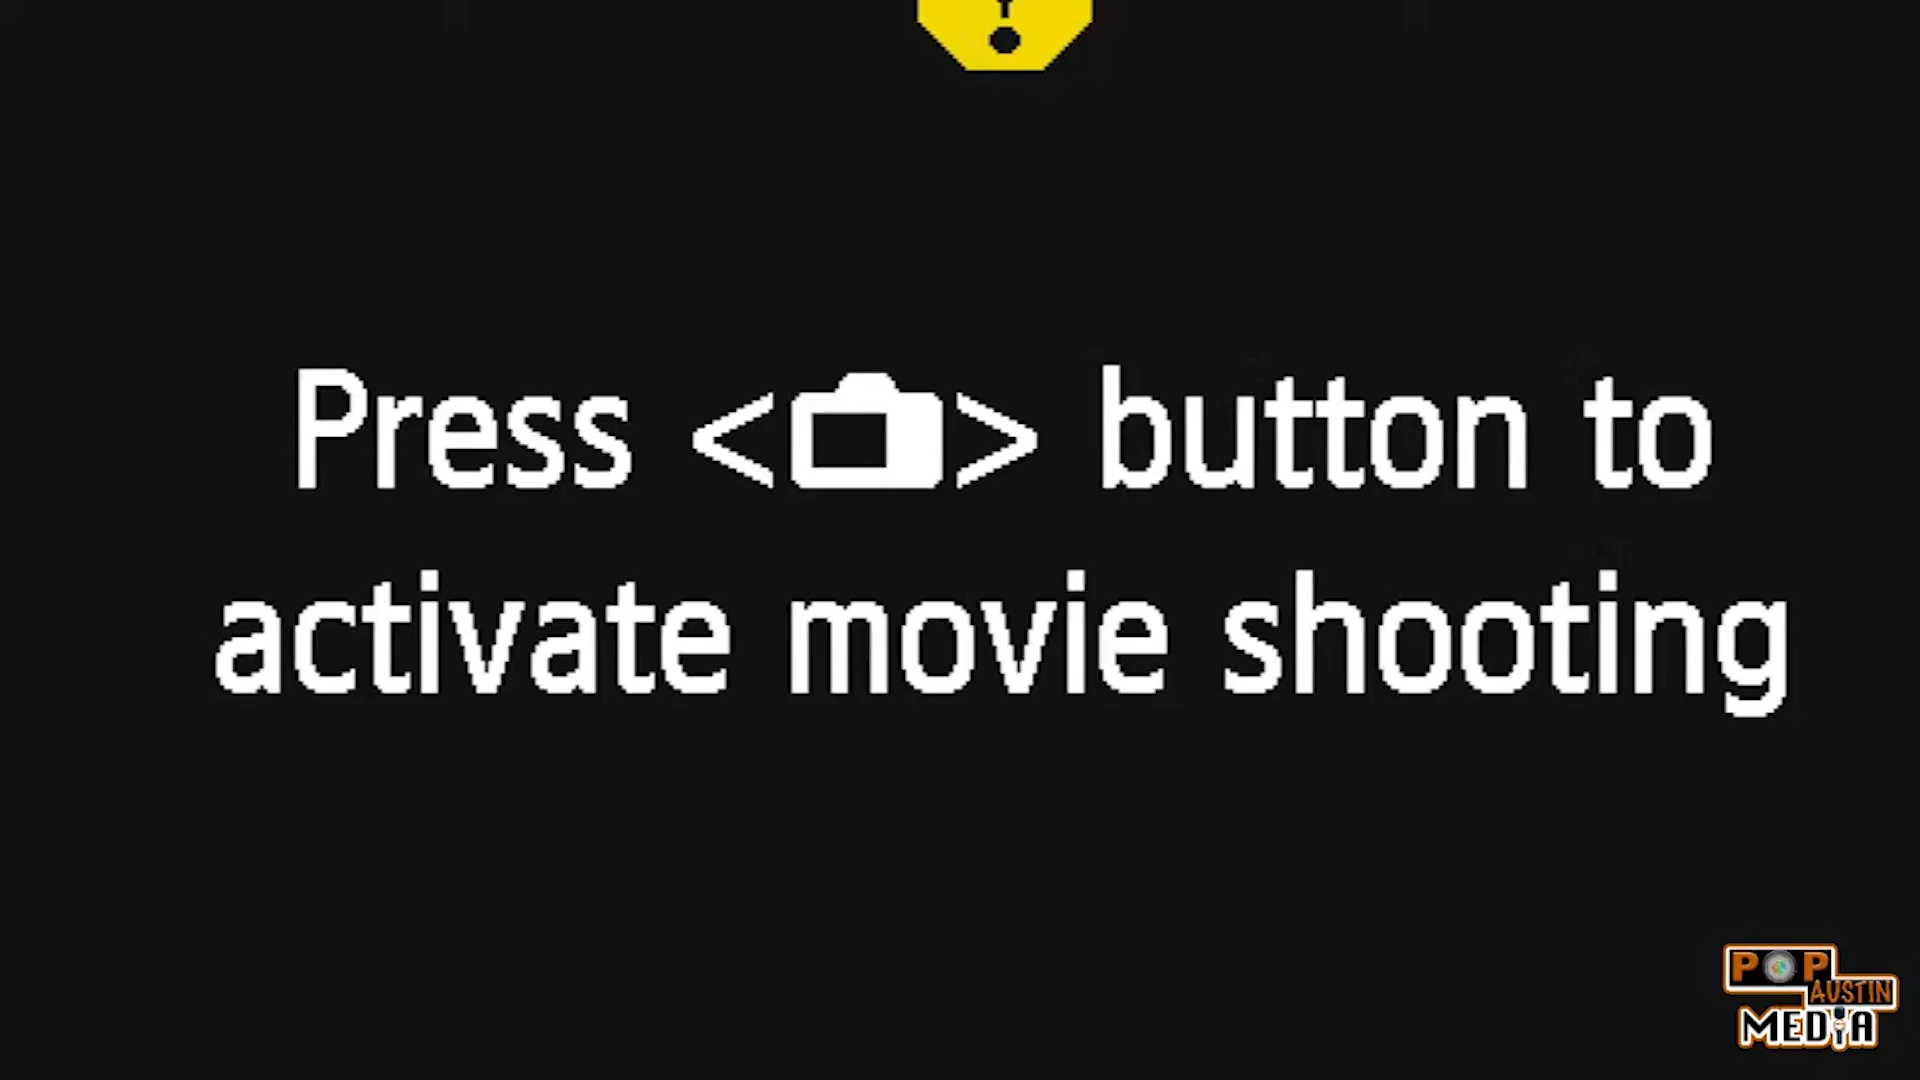 Press <📷> button to
activate movie shooting
POP
AUSTIN
MEDIA